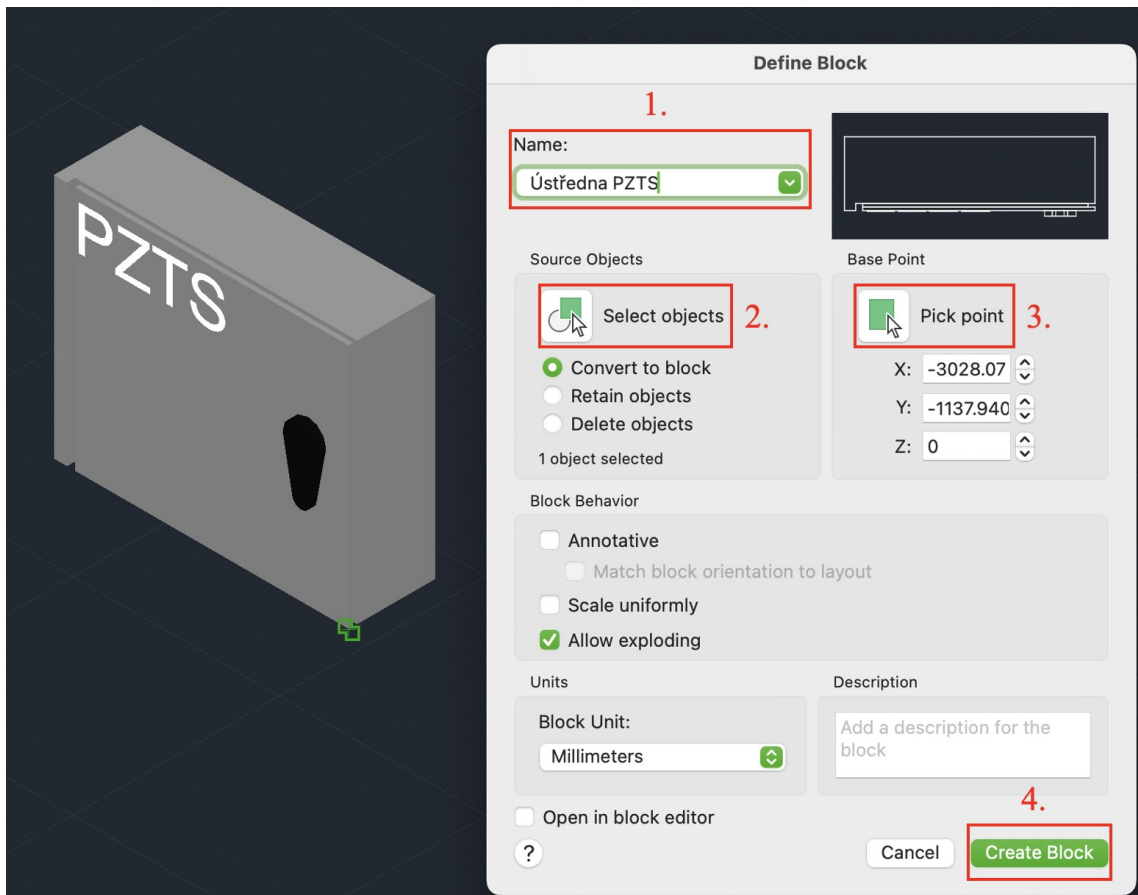 PZTS
Define Block
1.
Name:
Ústředna PZTS
Source Objects
Select objects
2.
Convert to block
Retain objects
Delete objects
1 object selected
Base Point
Pick point
3.
X: -3028.07
Y: -1137.940
Z: 0
Block Behavior
Annotative
Match block orientation to layout
Scale uniformly
Allow exploding
Units
Block Unit:
Millimeters
Description
Add a description for the
block
Open in block editor
4.
?
Cancel
Create Block